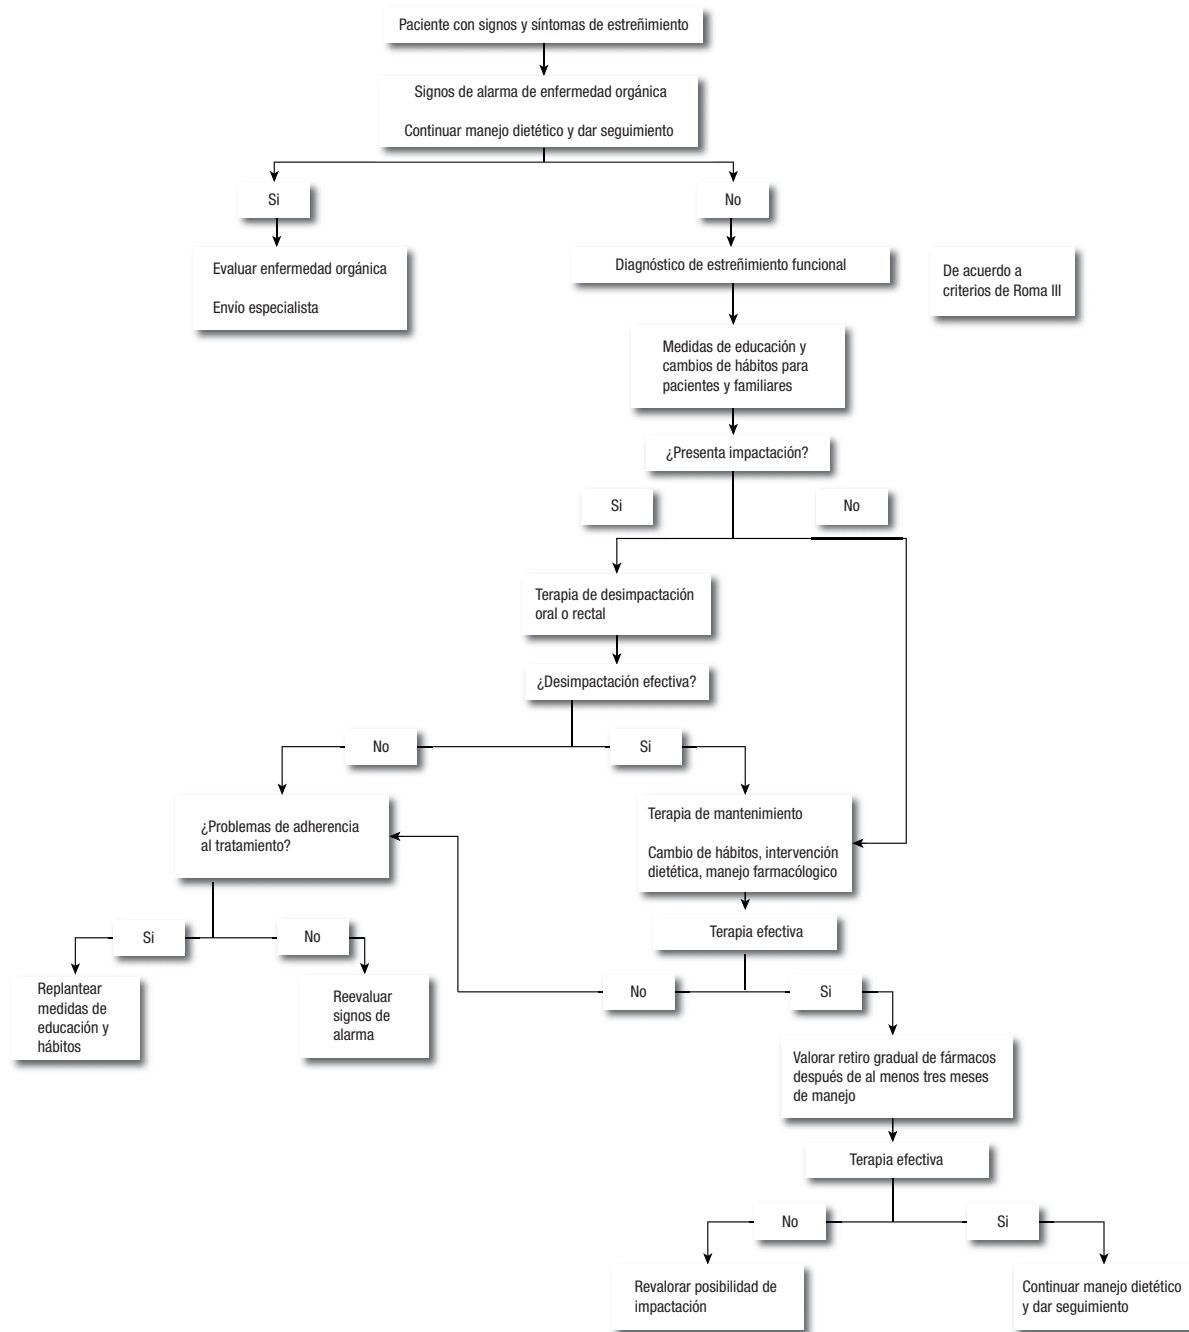 Paciente con signos y síntomas de estreñimiento
Signos de alarma de enfermedad orgánica
Continuar manejo dietético y dar seguimiento
Si
No
Evaluar enfermedad orgánica
Envío especialista
Diagnóstico de estreñimiento funcional
De acuerdo a
criterios de Roma III
Medidas de educación y
cambios de hábitos para
pacientes y familiares
¿Presenta impactación?
Si
No
Terapia de desimpactación
oral o rectal
¿Desimpactación efectiva?
No
Si
¿Problemas de adherencia
al tratamiento?
Terapia de mantenimiento
Cambio de hábitos, intervención
dietética, manejo farmácológico
Si
No
Terapia efectiva
Replantear
medidas de
educación y
hábitos
Reevaluar
signos de
alarma
No
Si
Valorar retiro gradual de fármacos
después de al menos tres meses
de manejo
Terapia efectiva
No
Si
Revalorar posibilidad de
impactación
Continuar manejo dietético
y dar seguimiento